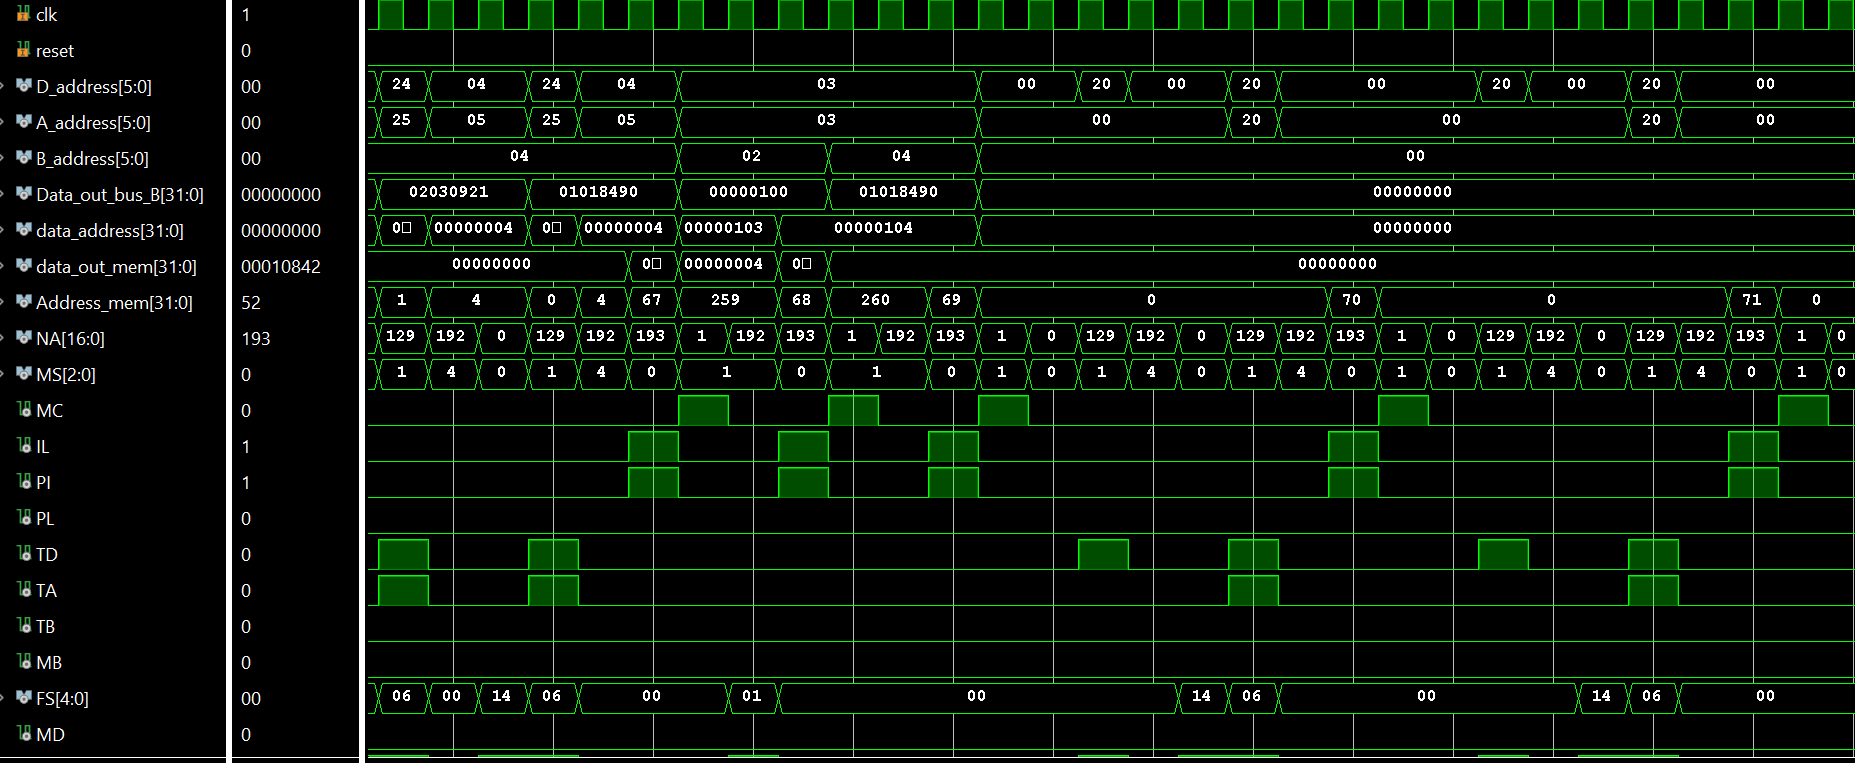 clk 1
reset 0
D_address[5:0] 00 24 04 24 04 03 00 20 00 20 00 20 00 20 00
A_address[5:0] 00 25 05 25 05 03 00 20 00 20 00
B_address[5:0] 00 04 02 04 00
Data_out_bus_B[31:0] 00000000 02030921 01018490 00000100 01018490 00000000
data_address[31:0] 00000000 0 00000004 0 00000004 00000103 00000104 00000000
data_out_mem[31:0] 00010842 00000000 0 00000004 0 00000000
Address_mem[31:0] 52 1 4 0 4 67 259 68 260 69 0 70 0 71 0
NA[16:0] 193 129 192 0 129 192 193 1 192 193 1 192 193 1 0 129 192 0 129 192 193 1 0 129 192 0 129 192 193 1 0
MS[2:0] 0 1 4 0 1 4 0 1 0 1 0 1 0 1 4 0 1 4 0 1 0 1 4 0 1 4 0 1 0
MC 0
IL 1
PI 1
PL 0
TD 0
TA 0
TB 0
MB 0
FS[4:0] 00 06 00 14 06 00 01 00 14 06 00 14 06 00
MD 0